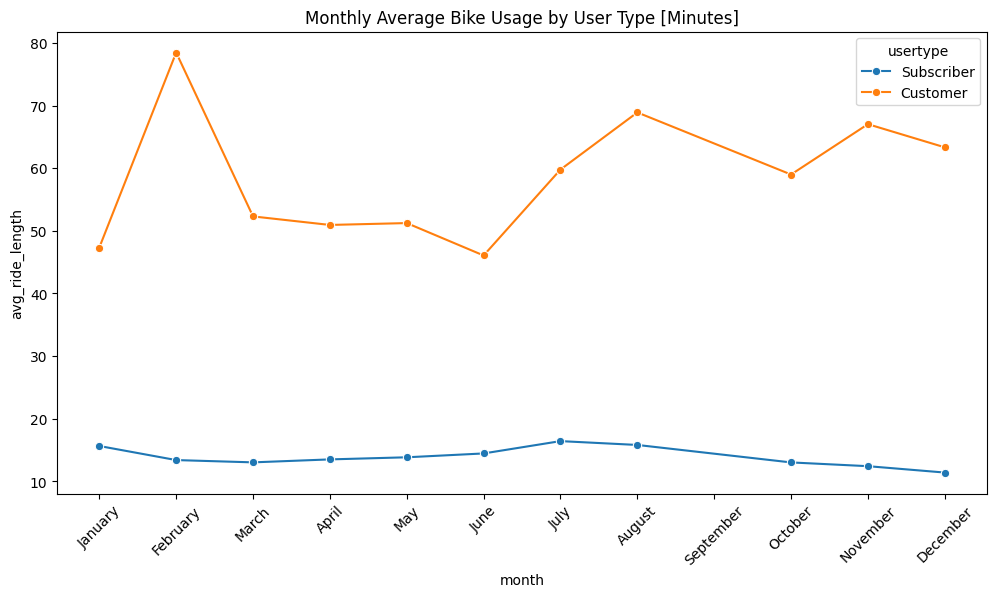 Monthly Average Bike Usage by User Type [Minutes]
usertype
Subscriber
Customer
avg_ride_length
80
70
60
50
40
30
20
10
January
February
March
April
May
June
July
August
September
October
November
December
month